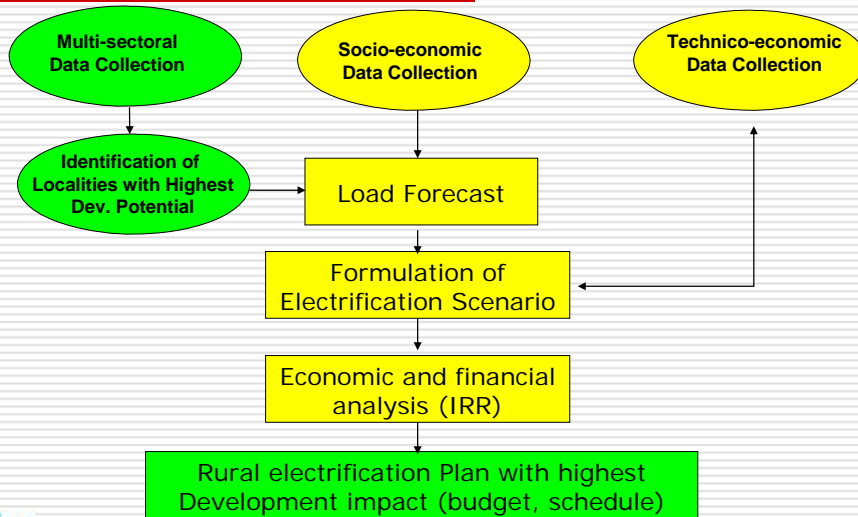 Multi-sectoral
Data Collection
Socio-economic
Data Collection
Technico-economic
Data Collection
Identification of
Localities with Highest
Dev. Potential
Load Forecast
Formulation of
Electrification Scenario
Economic and financial
analysis (IRR)
Rural electrification Plan with highest
Development impact (budget, schedule)